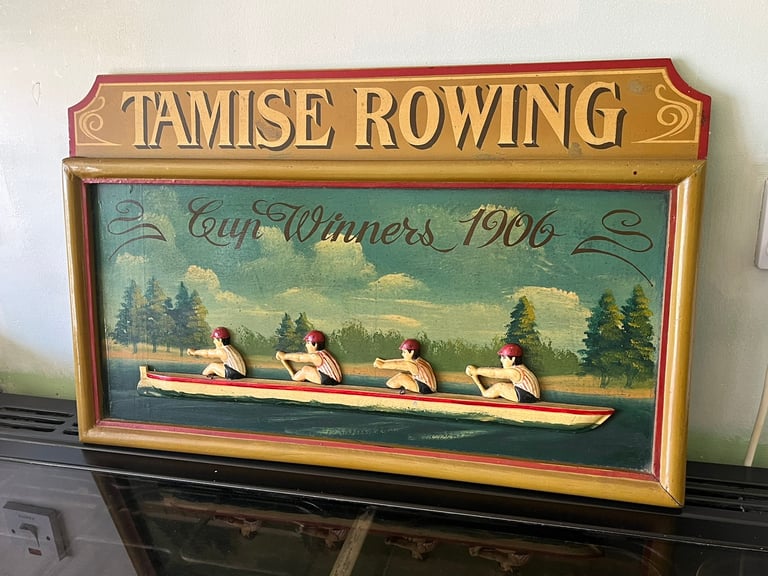 TAMISE ROWING
Cup Winners 1906